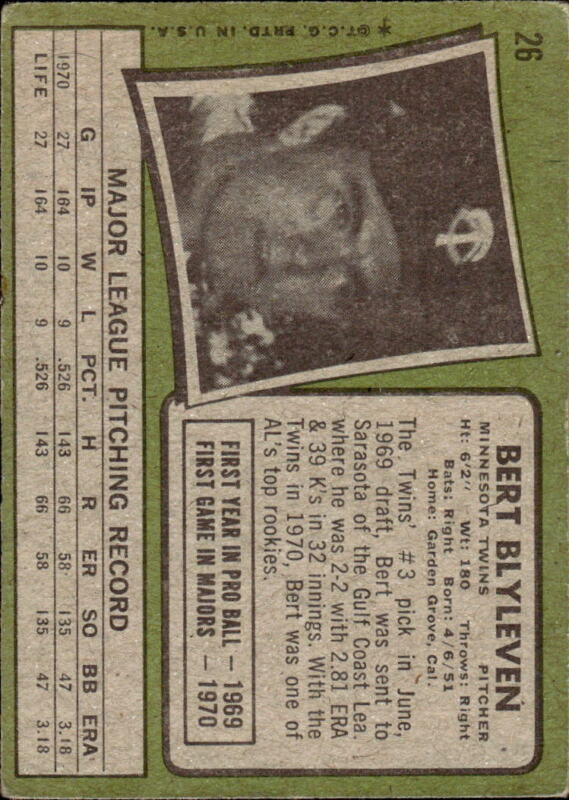 26
BERT BLYLEVEN
MINNESOTA TWINS PITCHER
Ht: 6'2" Wt: 180 Throws: Right
Bats: Right Born: 4/6/51
Home: Garden Grove, Cal.
The Twins' #3 pick in June,
1969 draft, Bert was sent to
Sarasota of the Gulf Coast Lea.
where he was 2-2 with 2.81 ERA
& 39 K's in 32 innings. With the
Twins in 1970, Bert was one of
AL's top rookies.
FIRST YEAR IN PRO BALL — 1969
FIRST GAME IN MAJORS — 1970
*©T.C.G. PRTD. IN U.S.A.
MAJOR LEAGUE PITCHING RECORD
G IP W L PCT. H R ER SO BB ERA
1970 27 164 10 9 .526 143 66 58 135 47 3.18
LIFE 27 164 10 9 .526 143 66 58 135 47 3.18